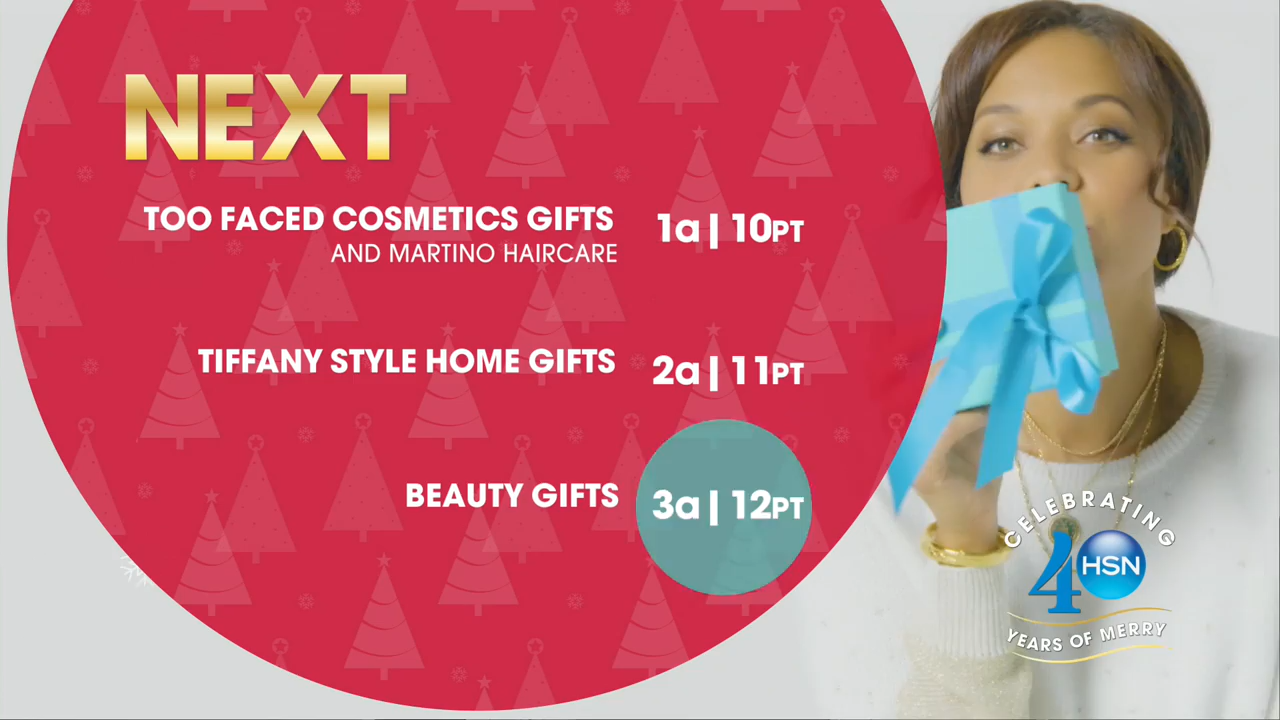 NEXT
TOO FACED COSMETICS GIFTS 1a | 10PT
AND MARTINO HAIRCARE
TIFFANY STYLE HOME GIFTS 2a | 11PT
BEAUTY GIFTS 3a | 12PT
CELEBRATING
40 HSN
YEARS OF MERRY